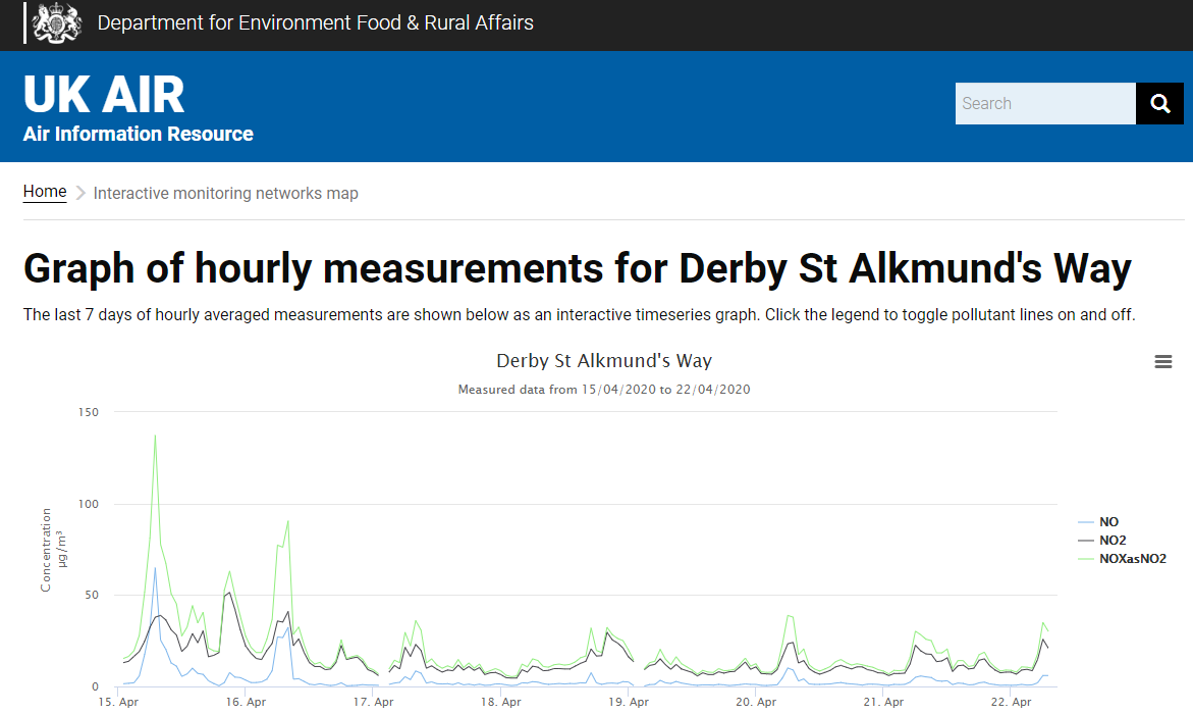 Department for Environment Food & Rural Affairs
UK AIR
Air Information Resource
Search
Home
Interactive monitoring networks map
Graph of hourly measurements for Derby St Alkmund's Way
The last 7 days of hourly averaged measurements are shown below as an interactive timeseries graph. Click the legend to toggle pollutant lines on and off.
Derby St Alkmund's Way
Measured data from 15/04/2020 to 22/04/2020
Concentration
µg/m³
150
100
50
0
15. Apr
16. Apr
17. Apr
18. Apr
19. Apr
20. Apr
21. Apr
22. Apr
NO
NO2
NOXasNO2